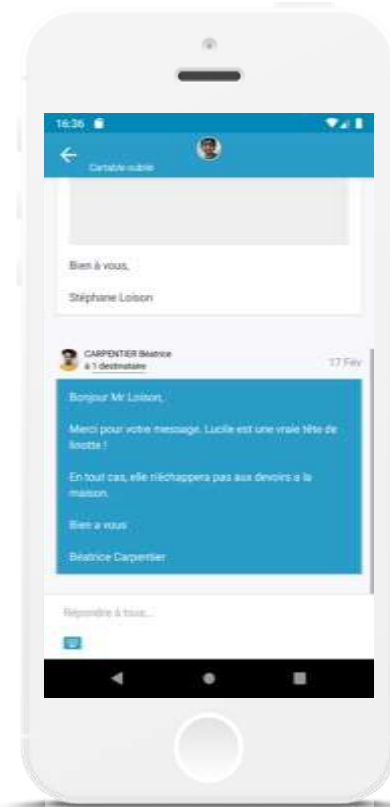 16:36
Cartable oublié
Bien à vous,
Stéphane Loison
CARPENTIER Béatrice
à 1 destinataire
17 Fév
Bonjour Mr Loison,
Merci pour votre message. Lucile est une vraie tête de
linotte !
En tout cas, elle n'échappera pas aux devoirs a la
maison.
Bien a vous
Béatrice Carpentier
Répondre à tous...